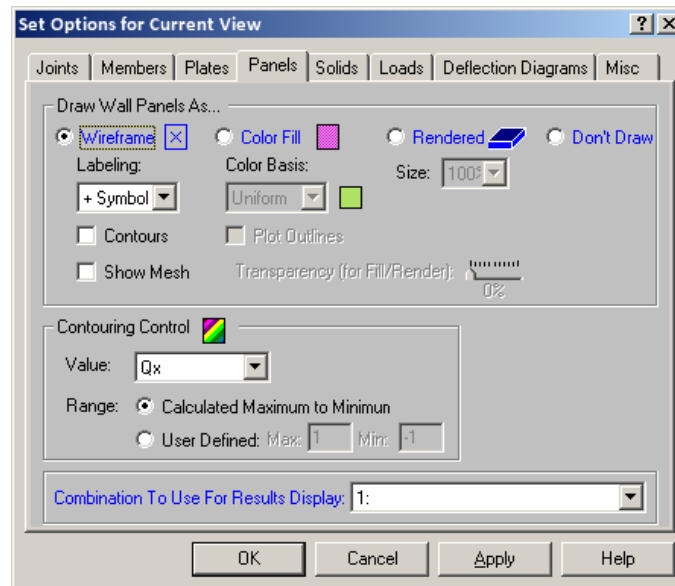 Set Options for Current View
Joints Members Plates Panels Solids Loads Deflection Diagrams Misc
Draw Wall Panels As...
Wireframe Color Fill Rendered Don't Draw
Labeling: Color Basis: Size: 100%
+ Symbol Uniform
Contours Plot Outlines
Show Mesh Transparency (for Fill/Render):
0%
Contouring Control
Value: Qx
Range: Calculated Maximum to Minimun
User Defined: Max: 1 Min: -1
Combination To Use For Results Display: 1:
OK Cancel Apply Help